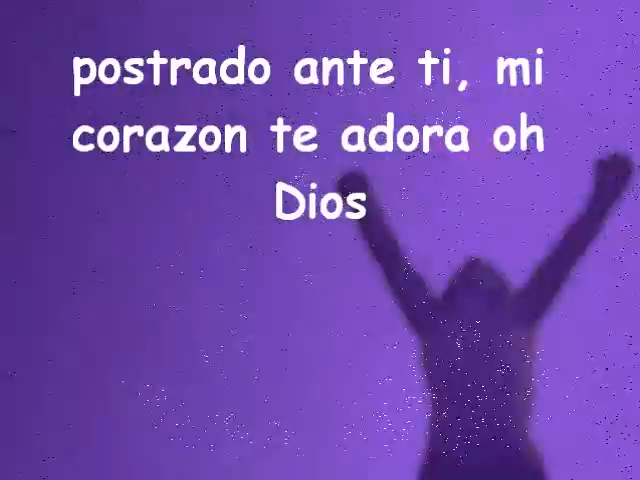 postrado ante ti, mi
corazon te adora oh
Dios